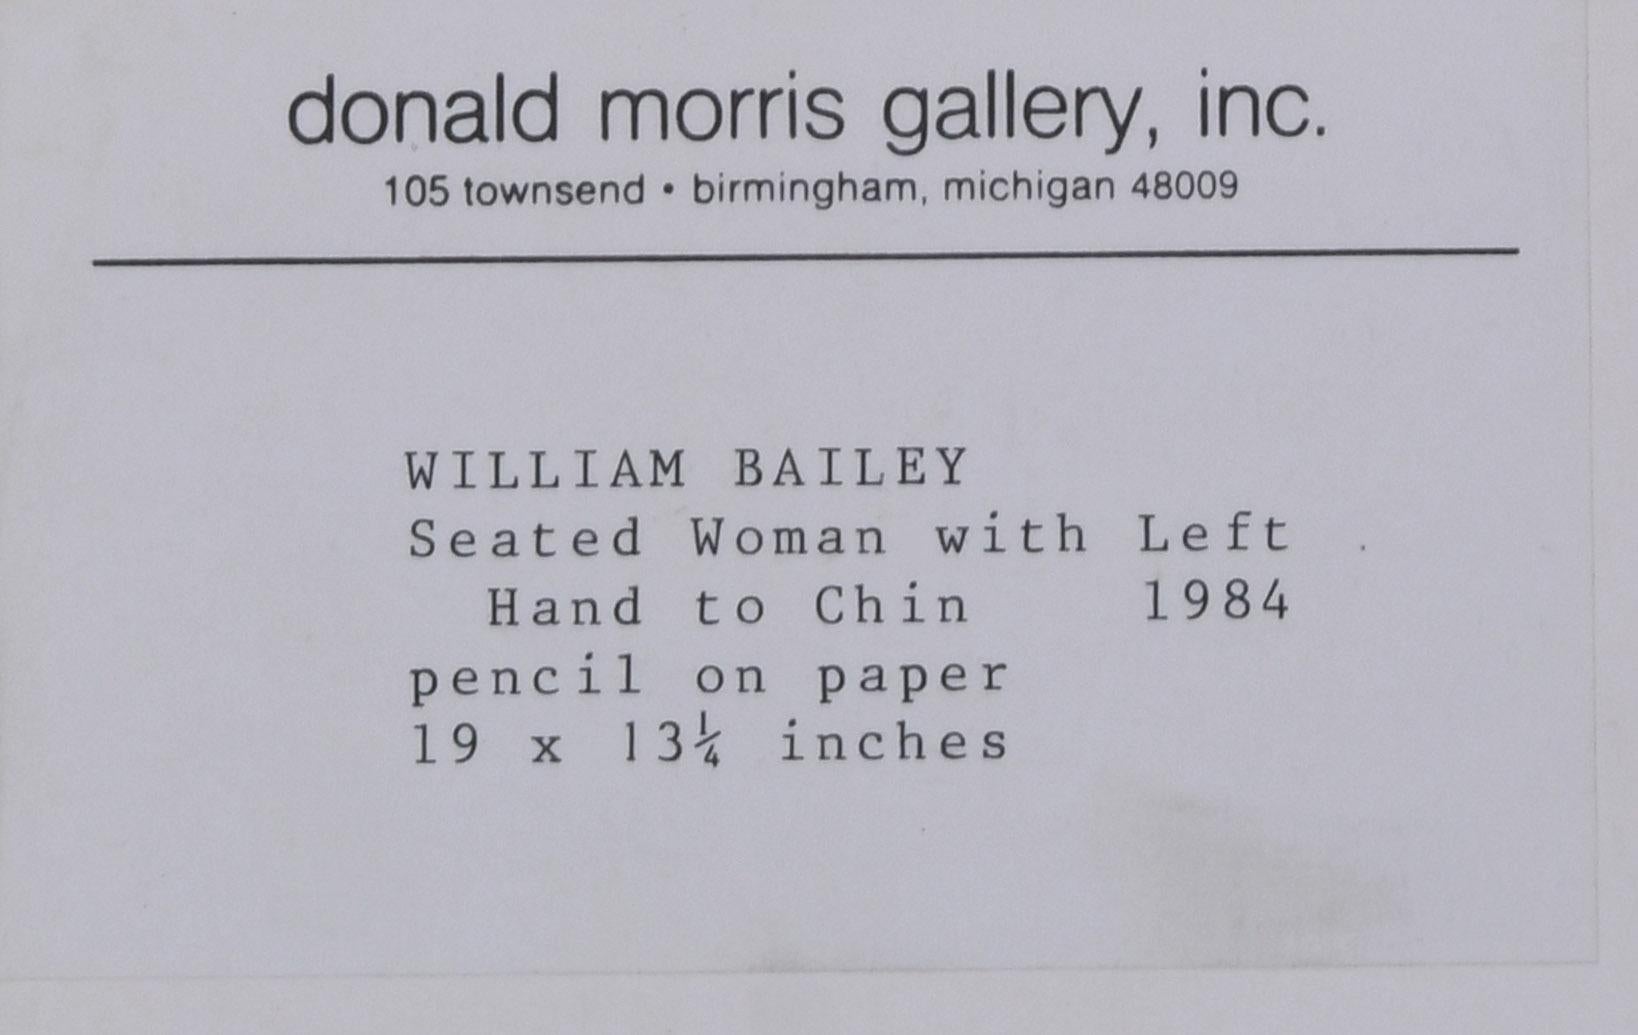 donald morris gallery, inc.
105 townsend • birmingham, michigan 48009
WILLIAM BAILEY
Seated Woman with Left
Hand to Chin 1984
pencil on paper
19 x 13¼ inches